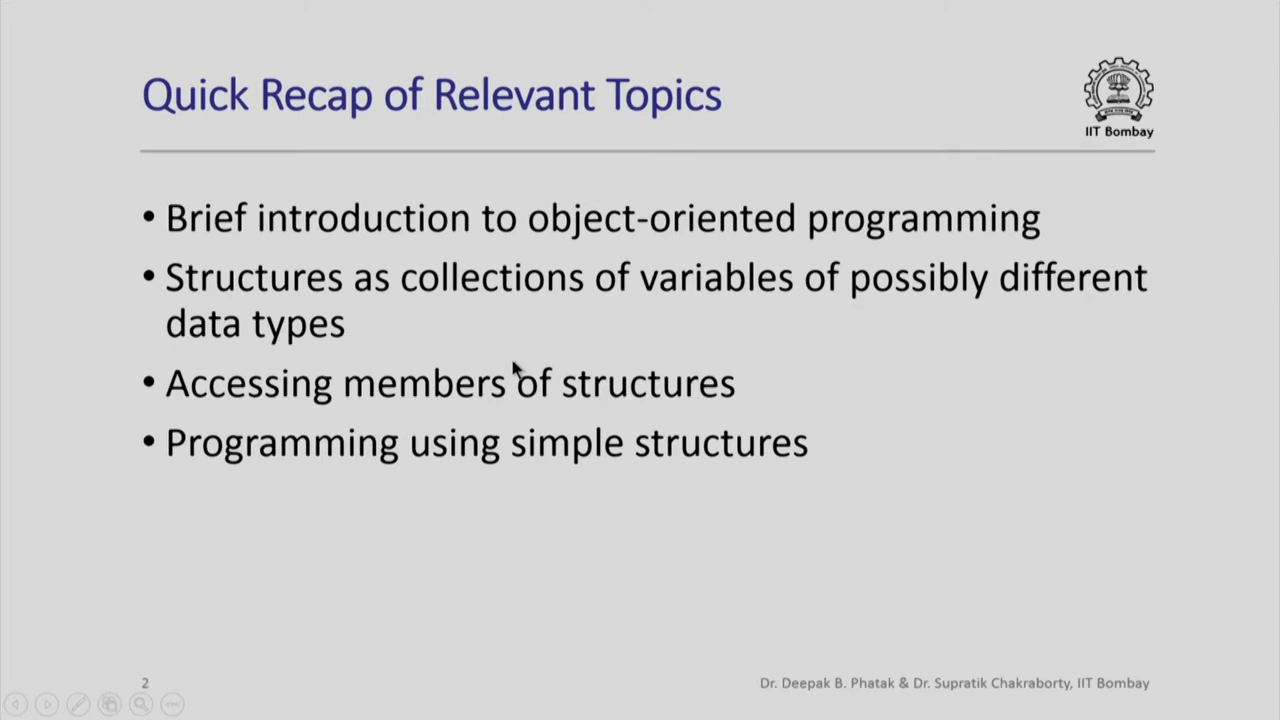 Quick Recap of Relevant Topics
IIT Bombay
• Brief introduction to object-oriented programming
• Structures as collections of variables of possibly different
data types
• Accessing members of structures
• Programming using simple structures
2
Dr. Deepak B. Phatak & Dr. Supratik Chakraborty, IIT Bombay